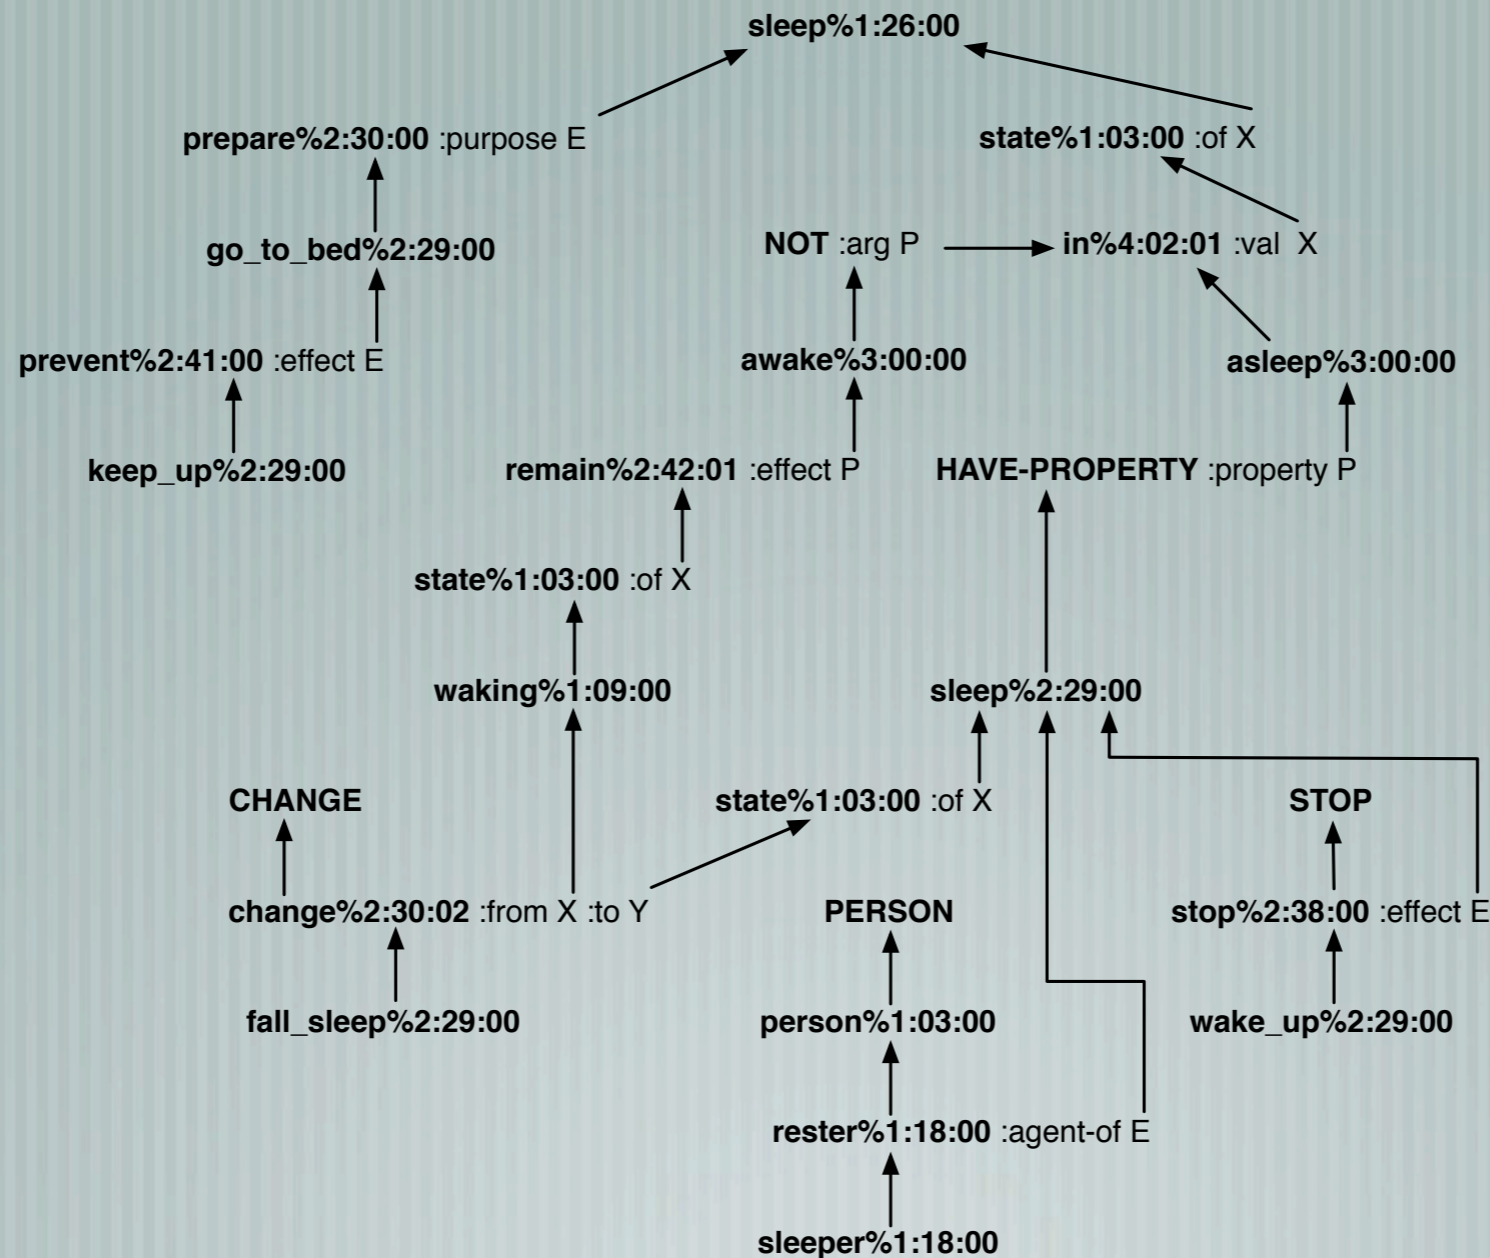 sleep%1:26:00
prepare%2:30:00 :purpose E
state%1:03:00 :of X
go_to_bed%2:29:00
NOT :arg P
in%4:02:01 :val X
prevent%2:41:00 :effect E
awake%3:00:00
asleep%3:00:00
keep_up%2:29:00
remain%2:42:01 :effect P
HAVE-PROPERTY :property P
state%1:03:00 :of X
waking%1:09:00
sleep%2:29:00
CHANGE
state%1:03:00 :of X
STOP
change%2:30:02 :from X :to Y
PERSON
stop%2:38:00 :effect E
fall_sleep%2:29:00
person%1:03:00
wake_up%2:29:00
rester%1:18:00 :agent-of E
sleeper%1:18:00